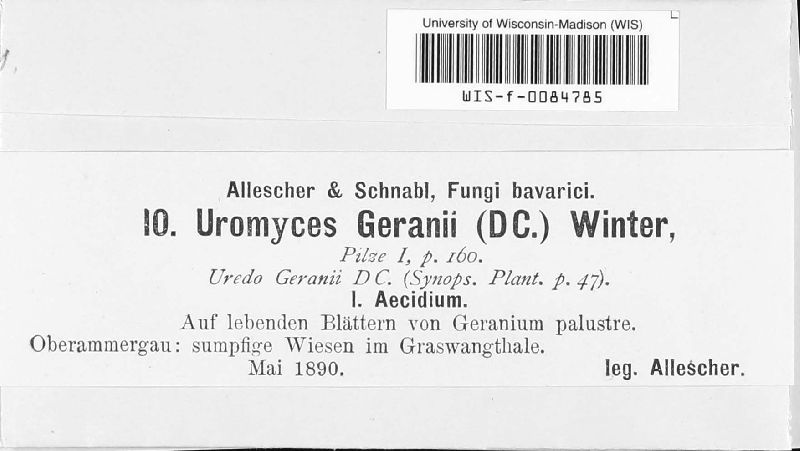 University of Wisconsin-Madison (WIS)
WIS-f-0084785
Allescher & Schnabl, Fungi bavarici.
10. Uromyces Geranii (DC.) Winter,
Pilze I, p. 160.
Uredo Geranii DC. (Synops. Plant. p. 47).
I. Aecidium.
Auf lebenden Blättern von Geranium palustre.
Oberammergau: sumpfige Wiesen im Graswangthale.
Mai 1890. leg. Allescher.